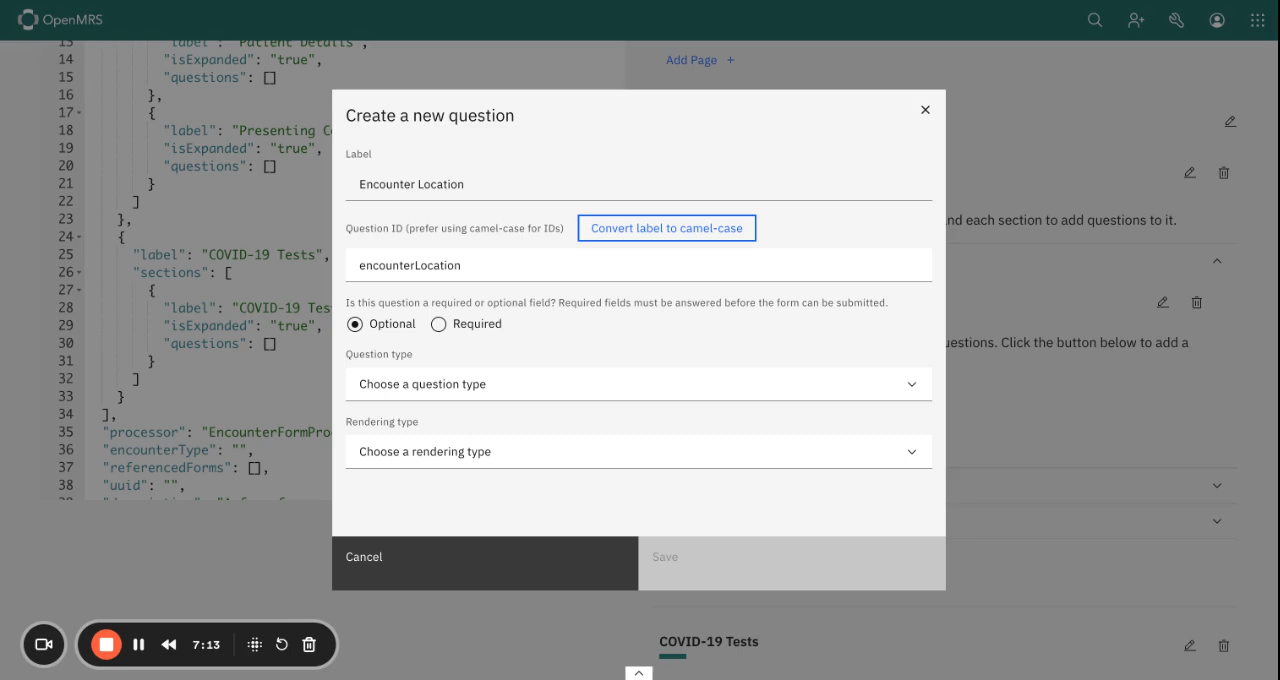 OpenMRS
13 "label": "Patient Details",
14 "isExpanded": "true",
15 "questions": []
16 },
17 {
18 "label": "Presenting Co
19 "isExpanded": "true",
20 "questions": []
21 }
22 ]
23 },
24 {
25 "label": "COVID-19 Tests",
26 "sections": [
27 {
28 "label": "COVID-19 Tes
29 "isExpanded": "true",
30 "questions": []
31 }
32 ]
33 }
34 ],
35 "processor": "EncounterFormPro
36 "encounterType": "",
37 "referencedForms": [],
38 "uuid": "",
Add Page +
Create a new question
Label
Encounter Location
Question ID (prefer using camel-case for IDs) Convert label to camel-case
encounterLocation
Is this question a required or optional field? Required fields must be answered before the form can be submitted.
Optional Required
Question type
Choose a question type
Rendering type
Choose a rendering type
Cancel Save
nd each section to add questions to it.
uestions. Click the button below to add a
COVID-19 Tests
7:13